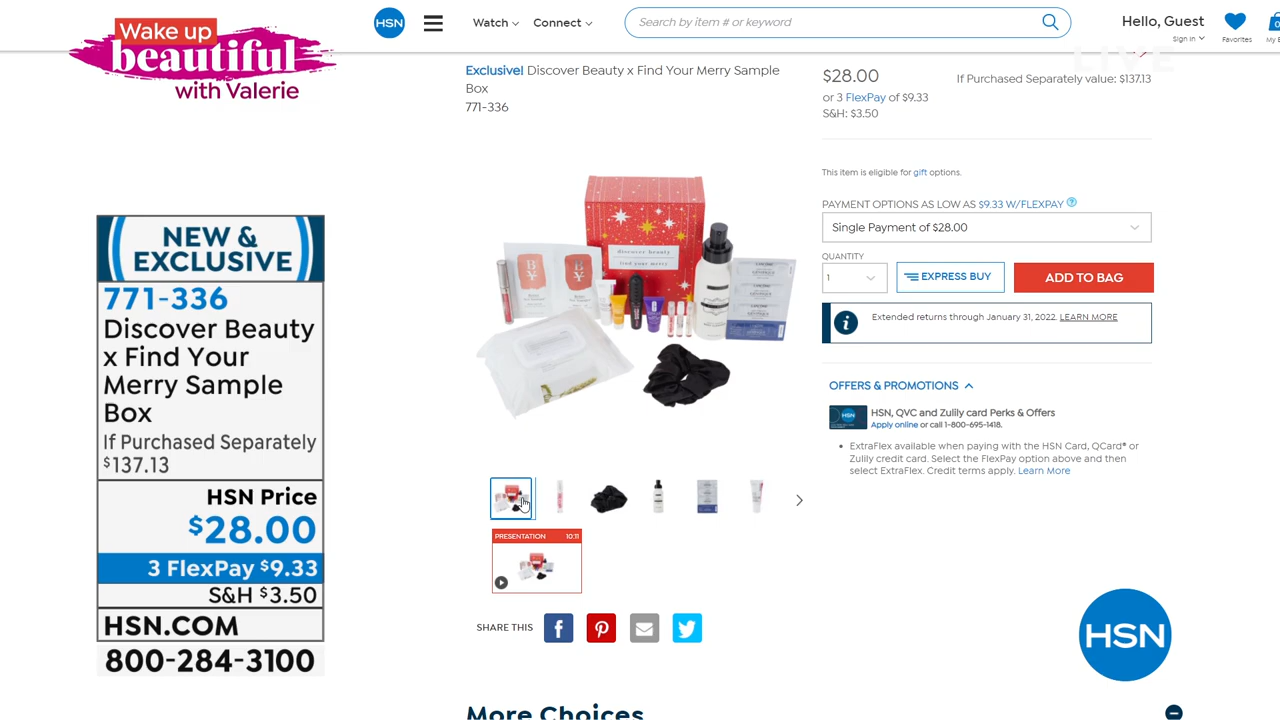 Wake up
beautiful
with Valerie
HSN
Watch
Connect
Search by item # or keyword
Hello, Guest
Sign In
Favorites
LIVE
Exclusive! Discover Beauty x Find Your Merry Sample
Box
771-336
$28.00
If Purchased Separately value: $137.13
or 3 FlexPay of $9.33
S&H: $3.50
This item is eligible for gift options.
PAYMENT OPTIONS AS LOW AS $9.33 W/FLEXPAY
Single Payment of $28.00
QUANTITY
1
EXPRESS BUY
ADD TO BAG
Extended returns through January 31, 2022. LEARN MORE
OFFERS & PROMOTIONS
HSN
HSN, QVC and Zulily card Perks & Offers
Apply online or call 1-800-695-1418.
ExtraFlex available when paying with the HSN Card, QCard® or
Zulily credit card. Select the FlexPay option above and then
select ExtraFlex. Credit terms apply. Learn More
discover beauty
find your merry
NEW &
EXCLUSIVE
771-336
Discover Beauty
x Find Your
Merry Sample
Box
If Purchased Separately
$137.13
HSN Price
$28.00
3 FlexPay $9.33
S&H $3.50
HSN.COM
800-284-3100
PRESENTATION 10:11
SHARE THIS
HSN
More Choices